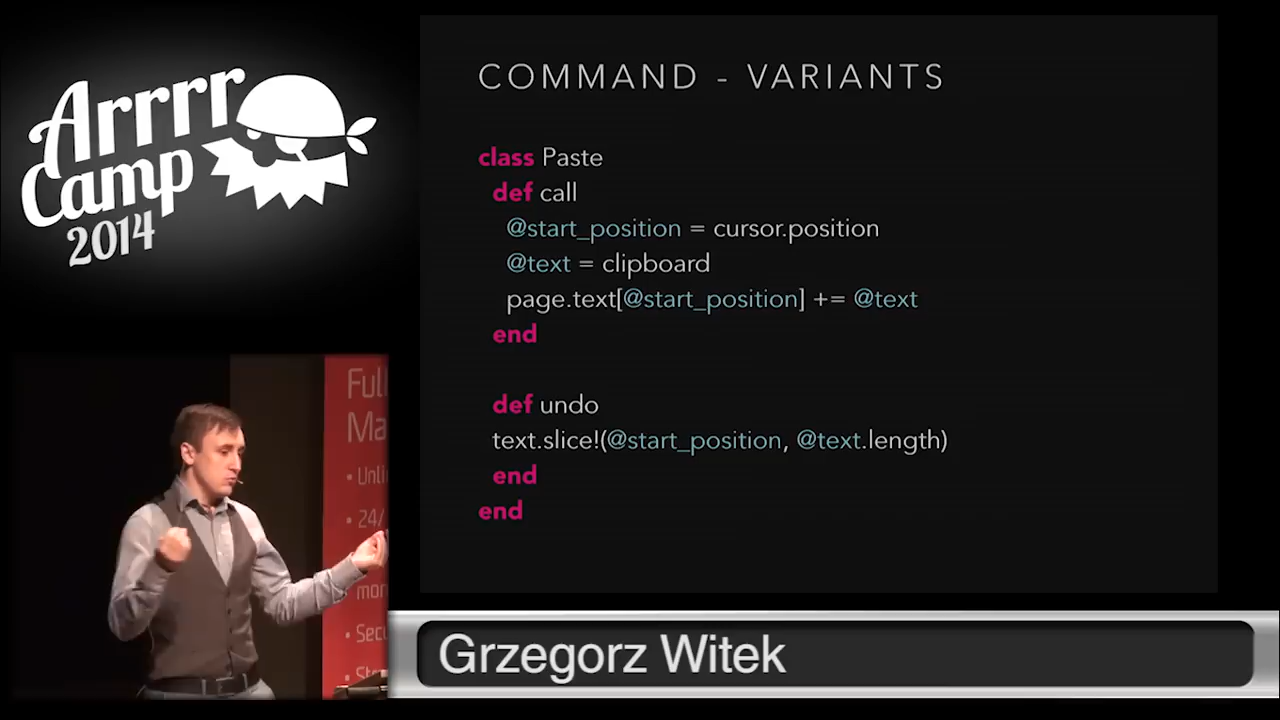 Arrrr
Camp
2014
COMMAND - VARIANTS
class Paste
def call
@start_position = cursor.position
@text = clipboard
page.text[@start_position] += @text
end
def undo
text.slice!(@start_position, @text.length)
end
end
24/
Grzegorz Witek